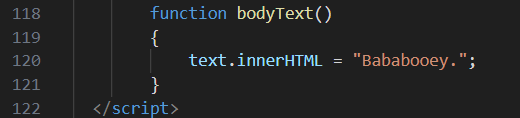 118 function bodyText()
119 {
120 text.innerHTML = "Bababooey.";
121 }
122 </script>